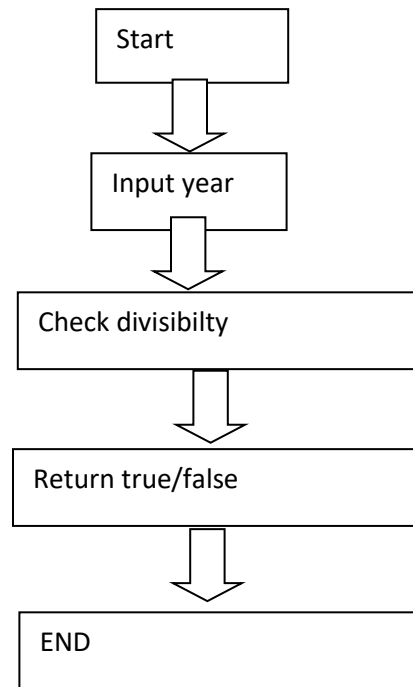 Start
Input year
Check divisibilty
Return true/false
END